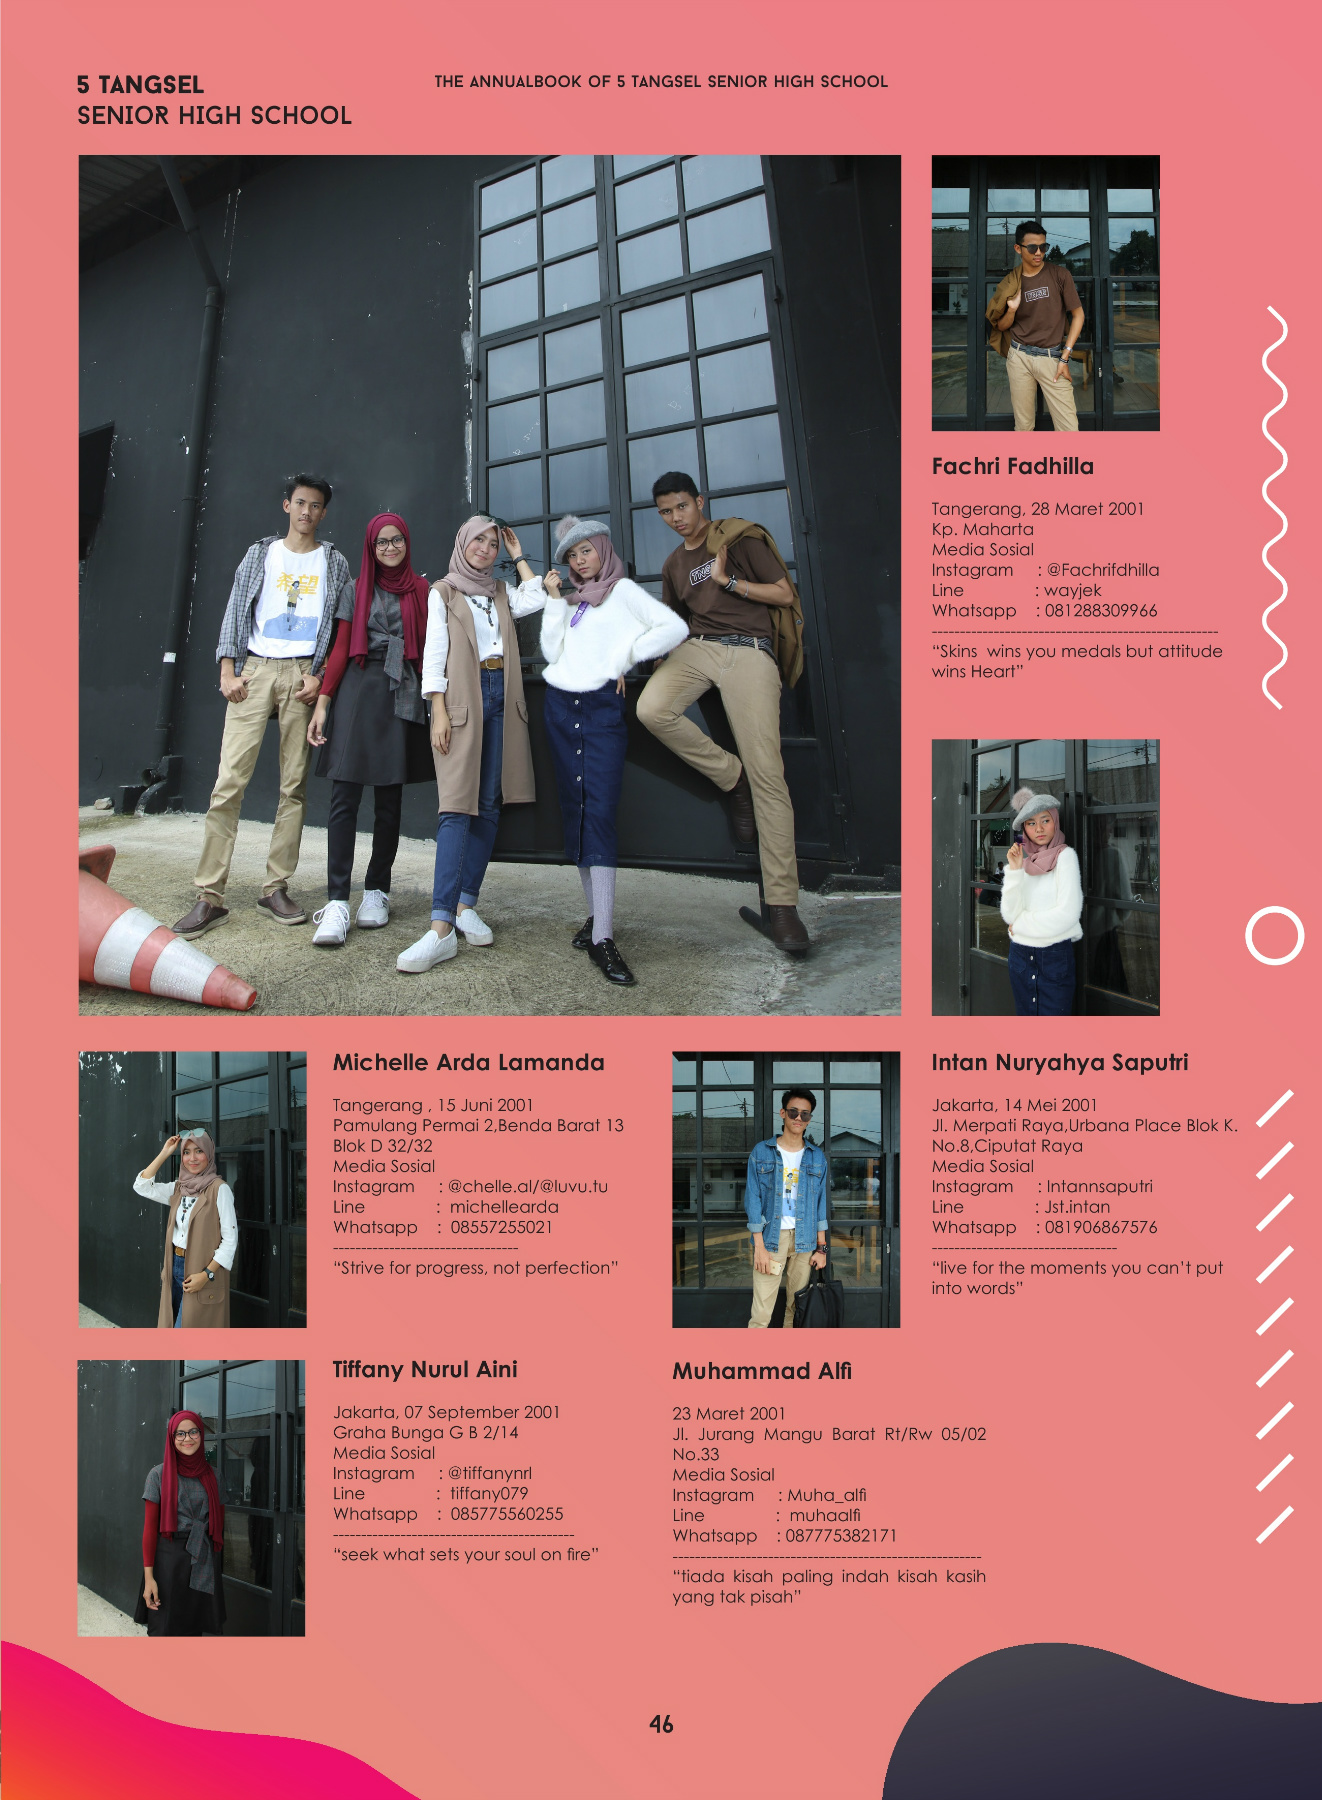 5 TANGSEL
SENIOR HIGH SCHOOL
THE ANNUALBOOK OF 5 TANGSEL SENIOR HIGH SCHOOL
希望
Fachri Fadhilla
Tangerang, 28 Maret 2001
Kp. Maharta
Media Sosial
Instagram : @Fachrifdhilla
Line : wayjek
Whatsapp : 081288309966
“Skins wins you medals but attitude
wins Heart”
Michelle Arda Lamanda
Tangerang , 15 Juni 2001
Pamulang Permai 2,Benda Barat 13
Blok D 32/32
Media Sosial
Instagram : @chelle.al/@luvu.tu
Line : michellearda
Whatsapp : 08557255021
“Strive for progress, not perfection”
Intan Nuryahya Saputri
Jakarta, 14 Mei 2001
Jl. Merpati Raya,Urbana Place Blok K.
No.8,Ciputat Raya
Media Sosial
Instagram : Intannsaputri
Line : Jst.intan
Whatsapp : 081906867576
“live for the moments you can’t put
into words”
Tiffany Nurul Aini
Jakarta, 07 September 2001
Graha Bunga G B 2/14
Media Sosial
Instagram : @tiffanynrl
Line : tiffany079
Whatsapp : 085775560255
“seek what sets your soul on fire”
Muhammad Alfi
23 Maret 2001
Jl. Jurang Mangu Barat Rt/Rw 05/02
No.33
Media Sosial
Instagram : Muha_alfi
Line : muhaalfi
Whatsapp : 087775382171
“tiada kisah paling indah kisah kasih
yang tak pisah”
46